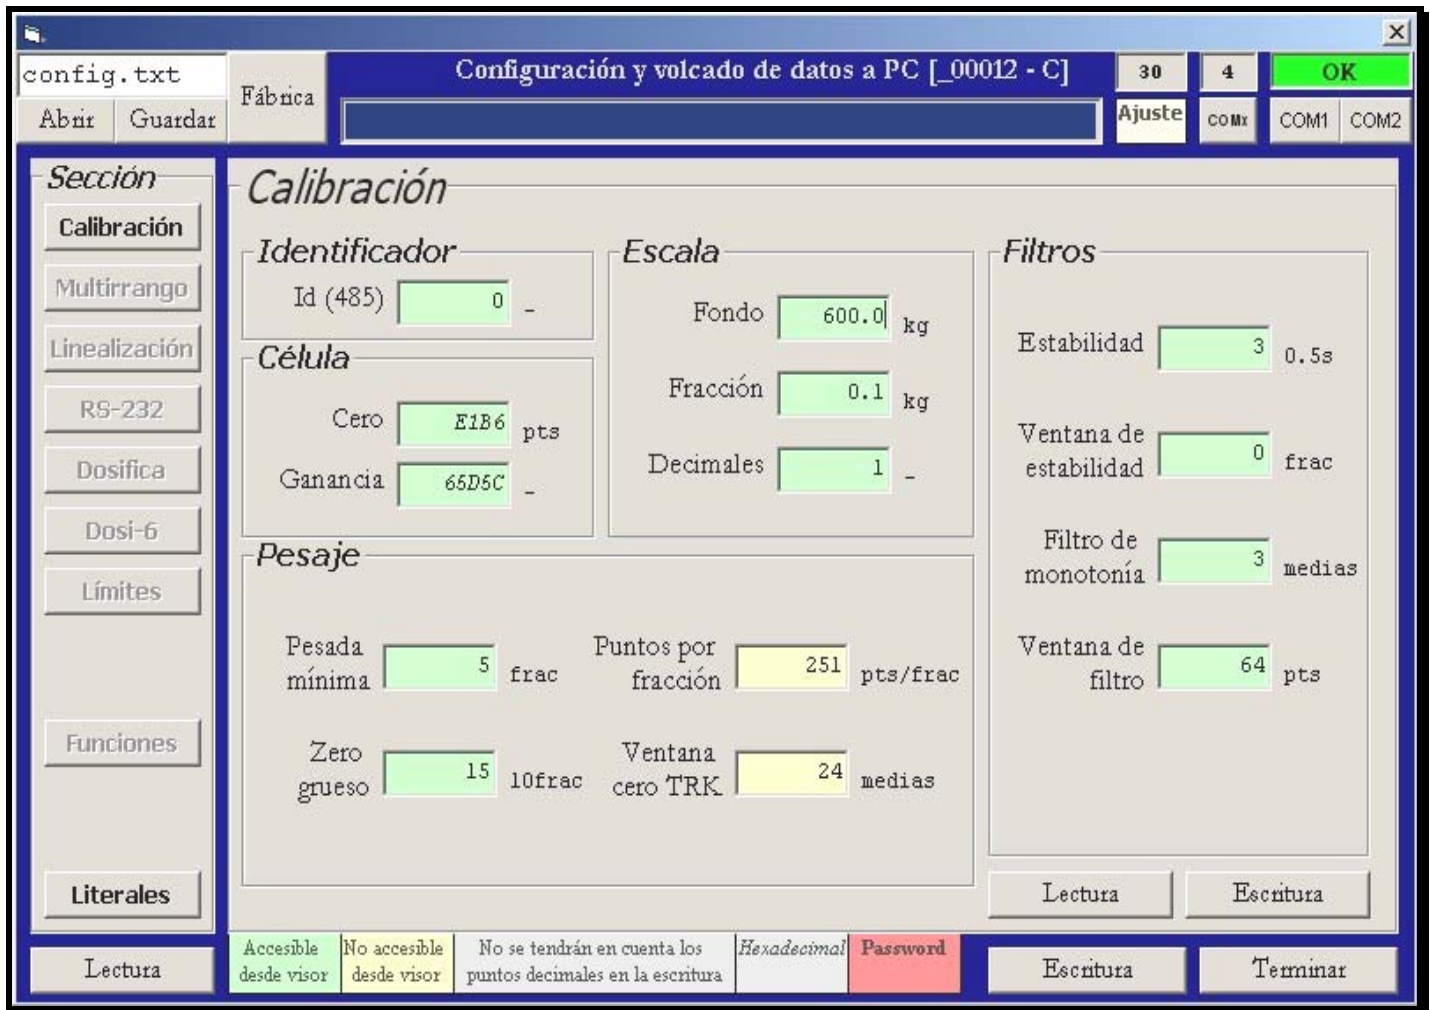 config.txt
Abrir Guardar
Fábrica
Configuración y volcado de datos a PC [_00012 - C]
30
4
OK
Ajuste
COMx
COM1 COM2
Sección
Calibración
Multirrango
Linealización
RS-232
Dosifica
Dosi-6
Límites
Funciones
Literales
Lectura
Calibración
Identificador
Id (485) 0 _
Célula
Cero E1B6 pts
Ganancia 65D5C _
Escala
Fondo 600.0 kg
Fracción 0.1 kg
Decimales 1 _
Pesaje
Pesada
mínima 5 frac
Puntos por
fracción 251 pts/frac
Zero
grueso 15 10frac
Ventana
cero TRK. 24 medias
Filtros
Estabilidad 3 0.5s
Ventana de
estabilidad 0 frac
Filtro de
monotonía 3 medias
Ventana de
filtro 64 pts
Lectura Escritura
Accesible
desde visor
No accesible
desde visor
No se tendrán en cuenta los
puntos decimales en la escritura
Hexadecimal
Password
Escritura
Terminar